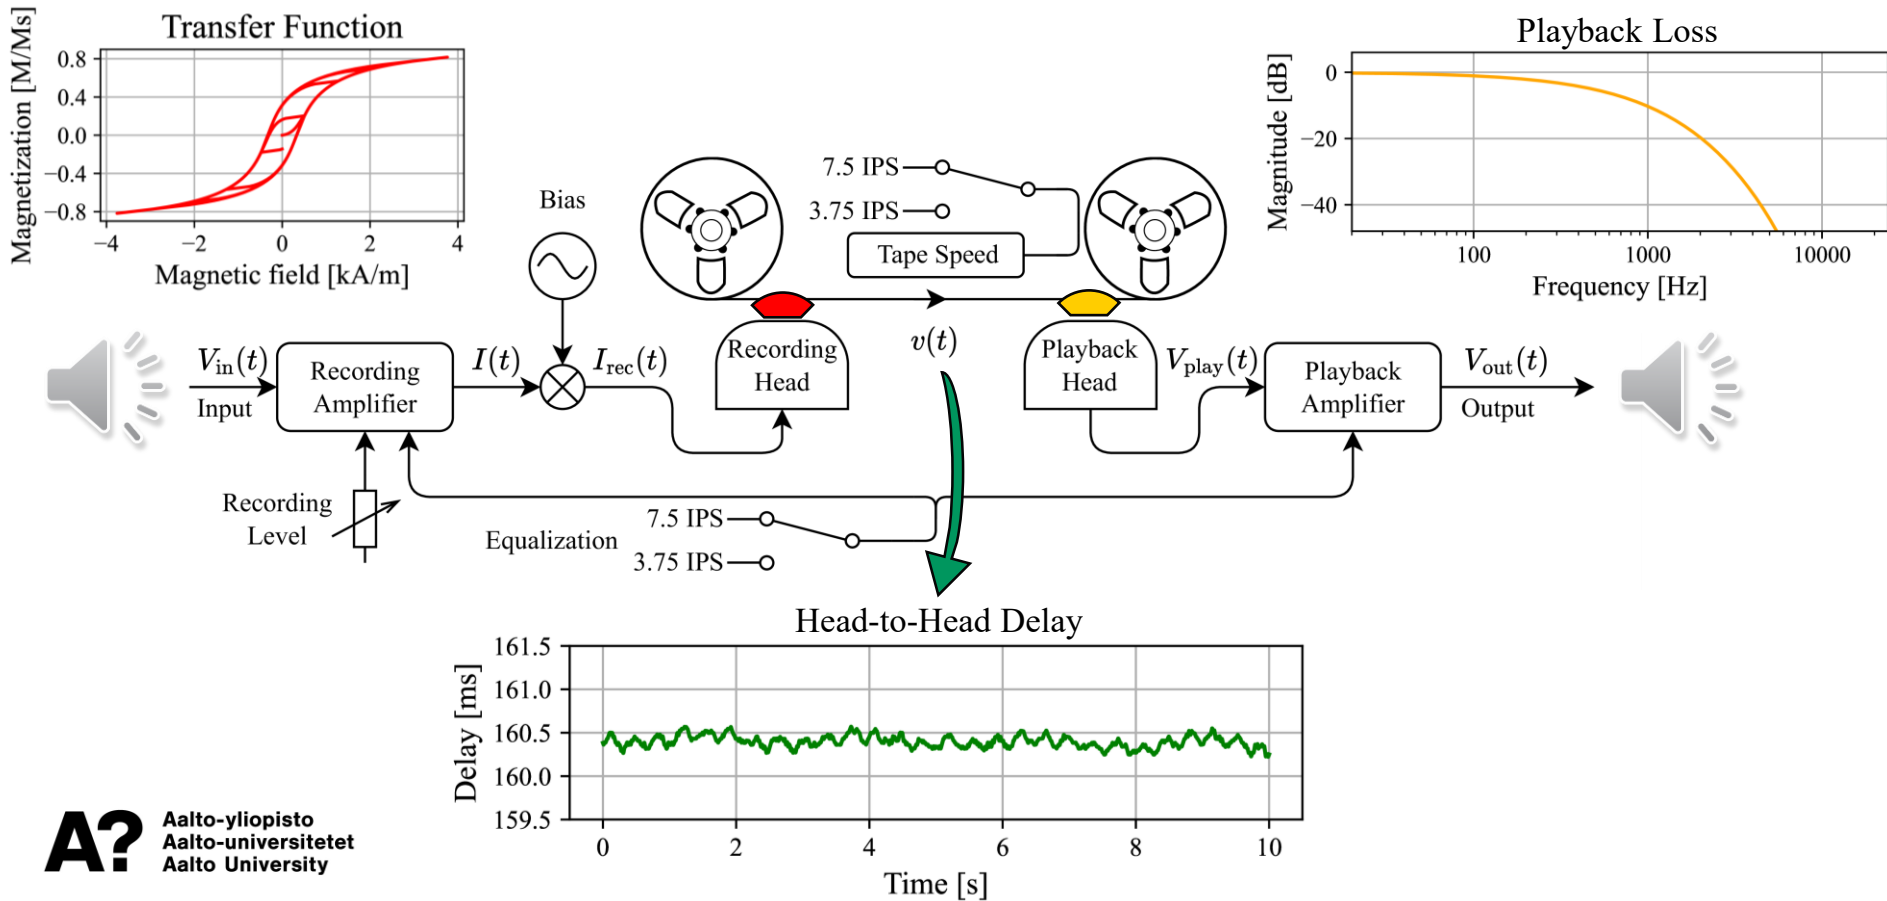 Transfer Function
Magnetization [M/Ms]
0.8
0.4
0.0
−0.4
−0.8
−4 −2 0 2 4
Magnetic field [kA/m]
Playback Loss
Magnitude [dB]
0
−20
−40
100 1000 10000
Frequency [Hz]
Bias
7.5 IPS
3.75 IPS
Tape Speed
V_in(t)
Input
Recording
Amplifier
I(t)
I_rec(t)
Recording
Head
v(t)
Playback
Head
V_play(t)
Playback
Amplifier
V_out(t)
Output
Recording
Level
Equalization
7.5 IPS
3.75 IPS
Head-to-Head Delay
Delay [ms]
161.5
161.0
160.5
160.0
159.5
0 2 4 6 8 10
Time [s]
A?
Aalto-yliopisto
Aalto-universitetet
Aalto University